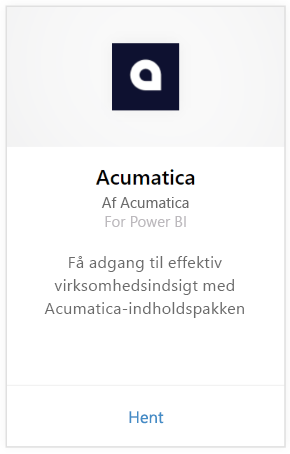 Acumatica
Af Acumatica
For Power BI
Få adgang til effektiv
virksomhedsindsigt med
Acumatica-indholdspakken
Hent